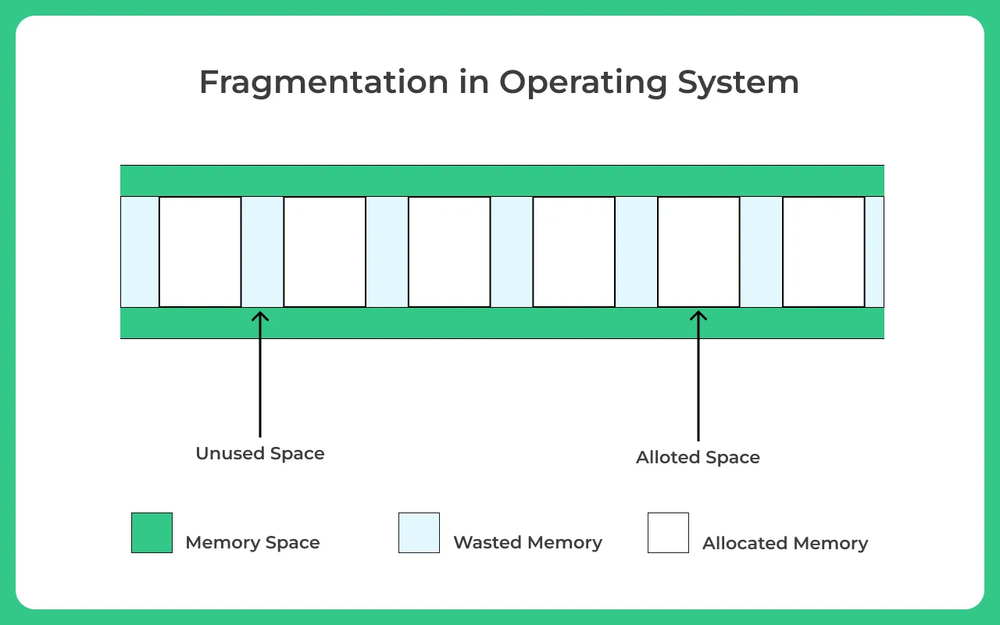 Fragmentation in Operating System
Unused Space
Alloted Space
Memory Space
Wasted Memory
Allocated Memory